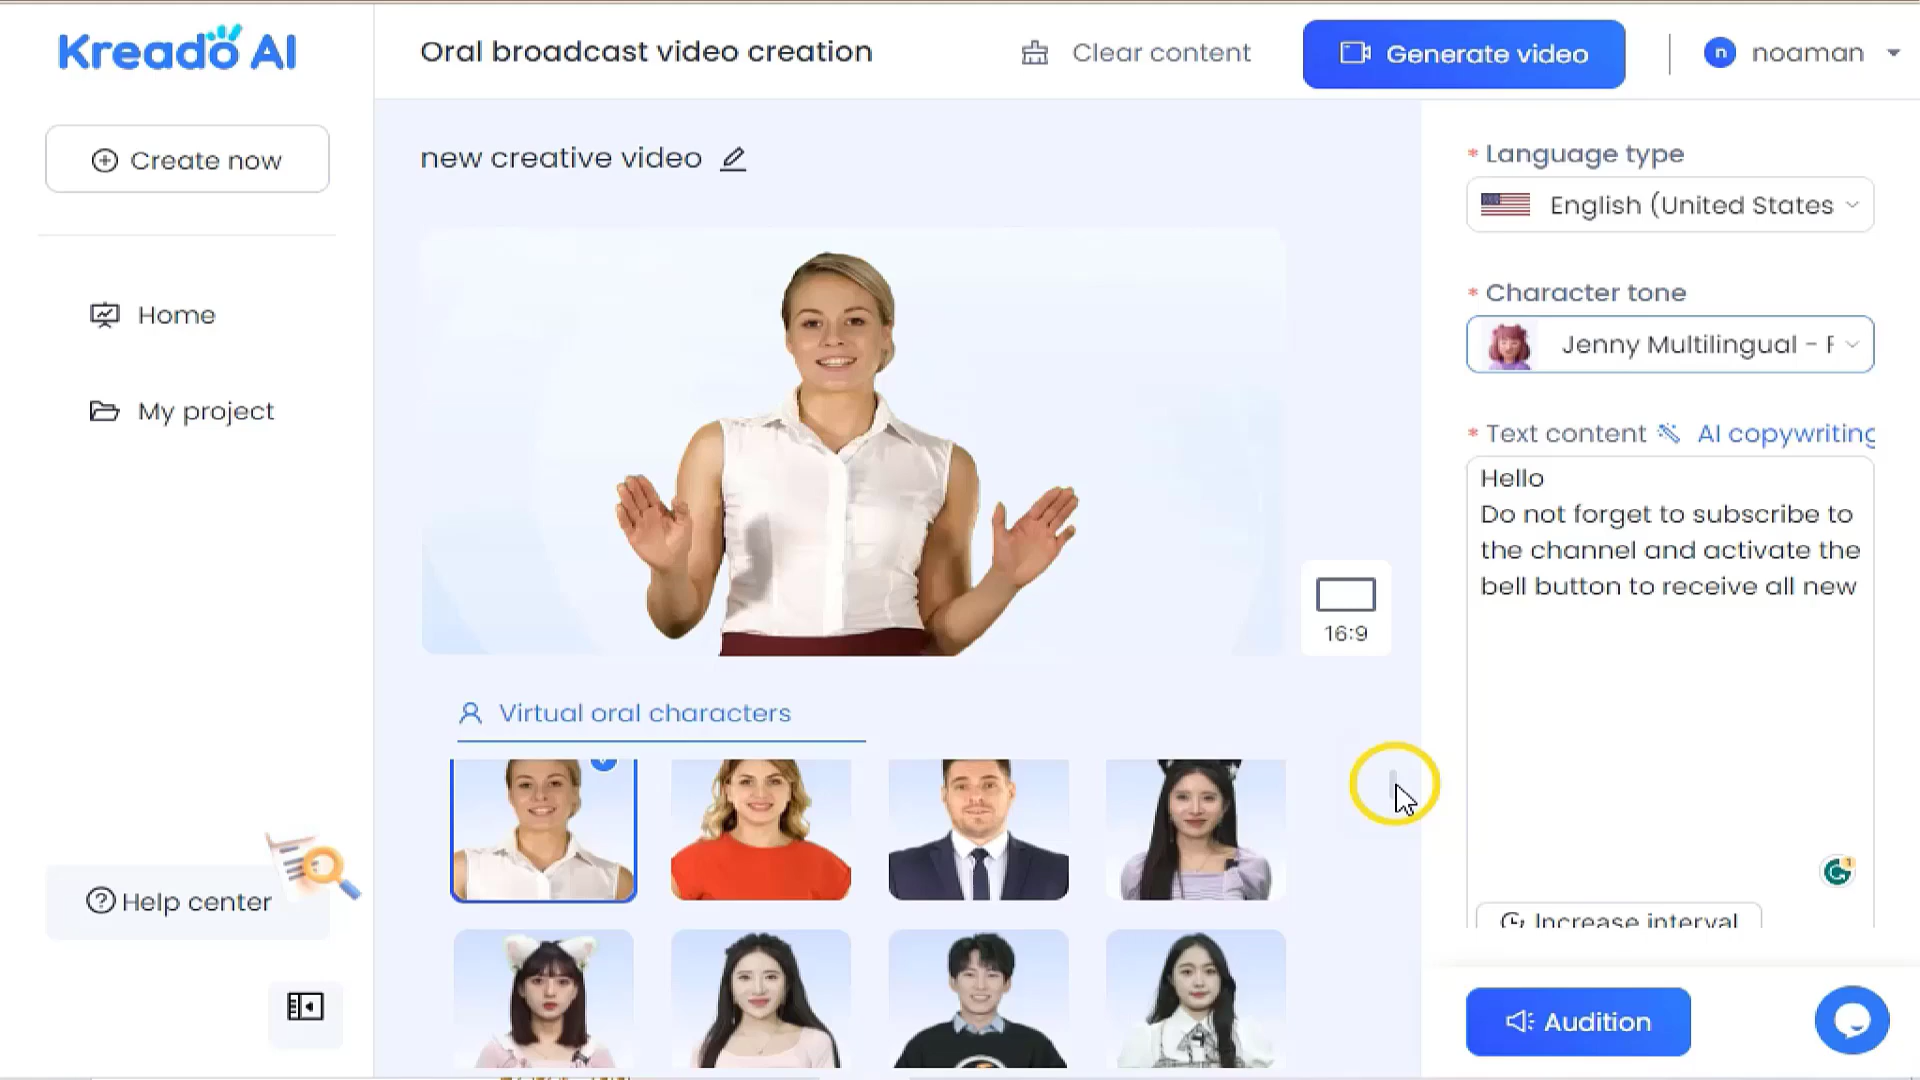 Kreado AI
Oral broadcast video creation
Clear content
Generate video
n
noaman
Create now
Home
My project
Help center
new creative video
16:9
Virtual oral characters
* Language type
English (United States
* Character tone
Jenny Multilingual - F
* Text content
AI copywriting
Hello
Do not forget to subscribe to
the channel and activate the
bell button to receive all new
1
Increase interval
Audition